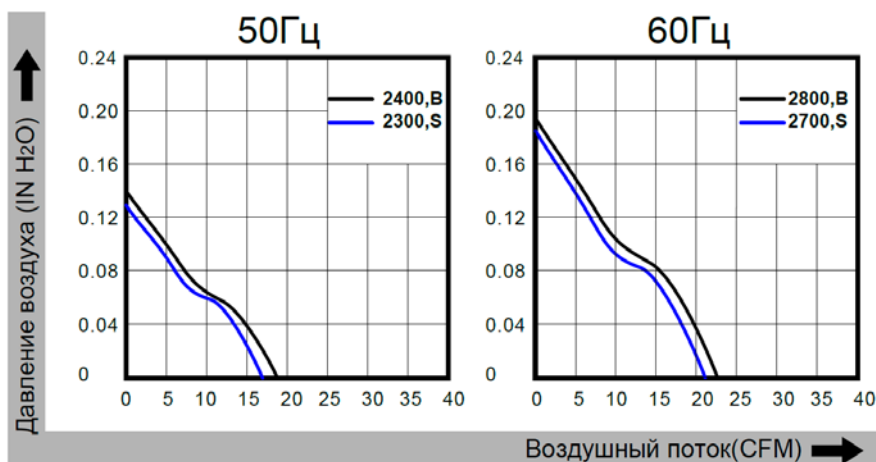 50Гц
60Гц
Давление воздуха (IN H2O)
0.24
0.20
0.16
0.12
0.08
0.04
0
2400,B
2300,S
0 5 10 15 20 25 30 35 40
0.24
0.20
0.16
0.12
0.08
0.04
0
2800,B
2700,S
0 5 10 15 20 25 30 35 40
Воздушный поток(CFM)